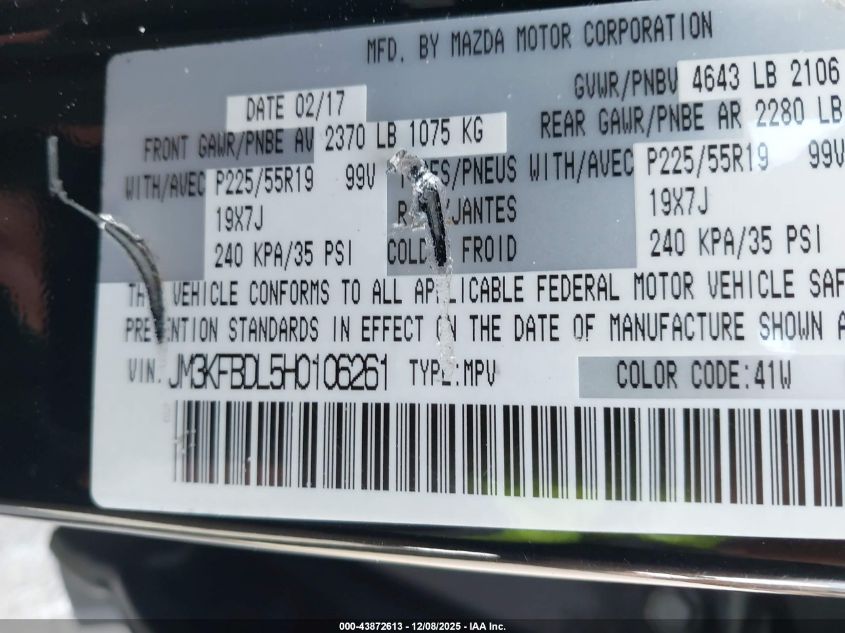 MFD. BY MAZDA MOTOR CORPORATION
GVWR/PNBV 4643 LB 2106
DATE 02/17
FRONT GAWR/PNBE AV 2370 LB 1075 KG
REAR GAWR/PNBE AR 2280 LB
WITH/AVEC P225/55R19 99V /PNEUS WITH/AVEC P225/55R19 99V
19X7J /JANTES 19X7J
240 KPA/35 PSI COLD FROID 240 KPA/35 PSI
VEHICLE CONFORMS TO ALL APPLICABLE FEDERAL MOTOR VEHICLE SAF
STANDARDS IN EFFECT THE DATE OF MANUFACTURE SHOWN A
VIN. JM3KFBDL5H0106261 TYPE.MPV
COLOR CODE:41W
000-43872613 - 12/08/2025 - IAA Inc.